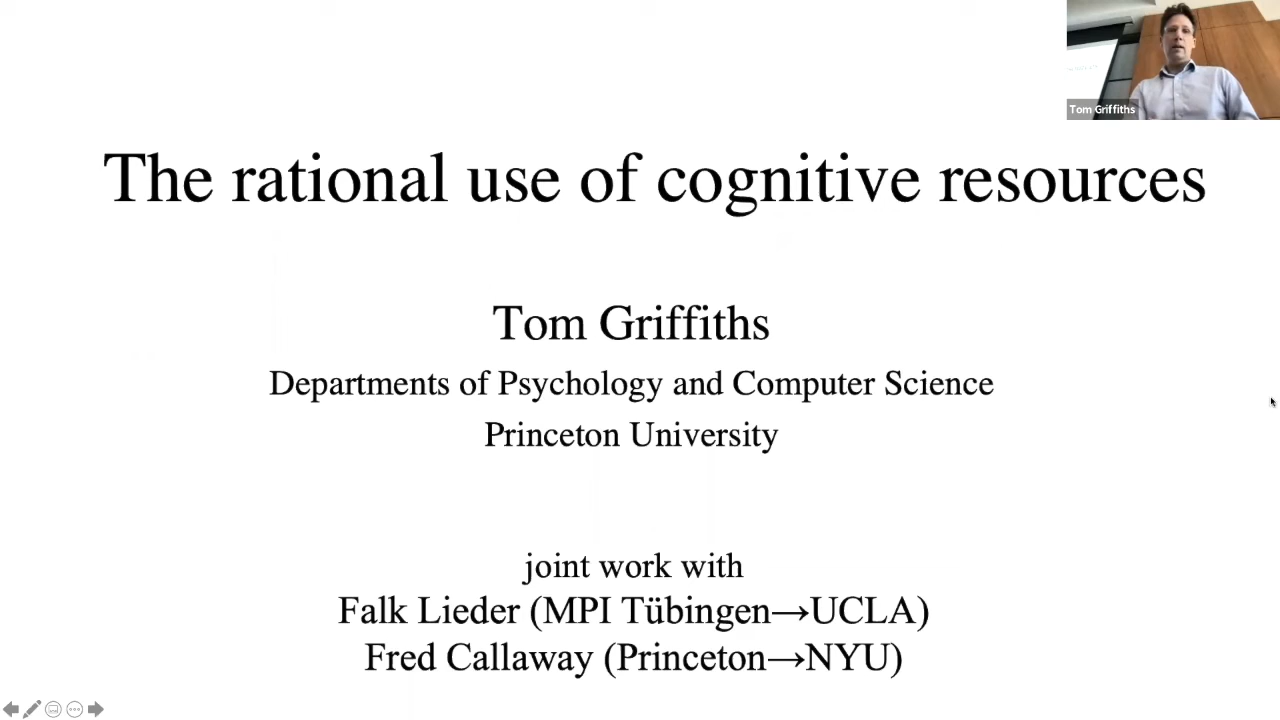 Tom Griffiths
The rational use of cognitive resources
Tom Griffiths
Departments of Psychology and Computer Science
Princeton University
joint work with
Falk Lieder (MPI Tübingen→UCLA)
Fred Callaway (Princeton→NYU)